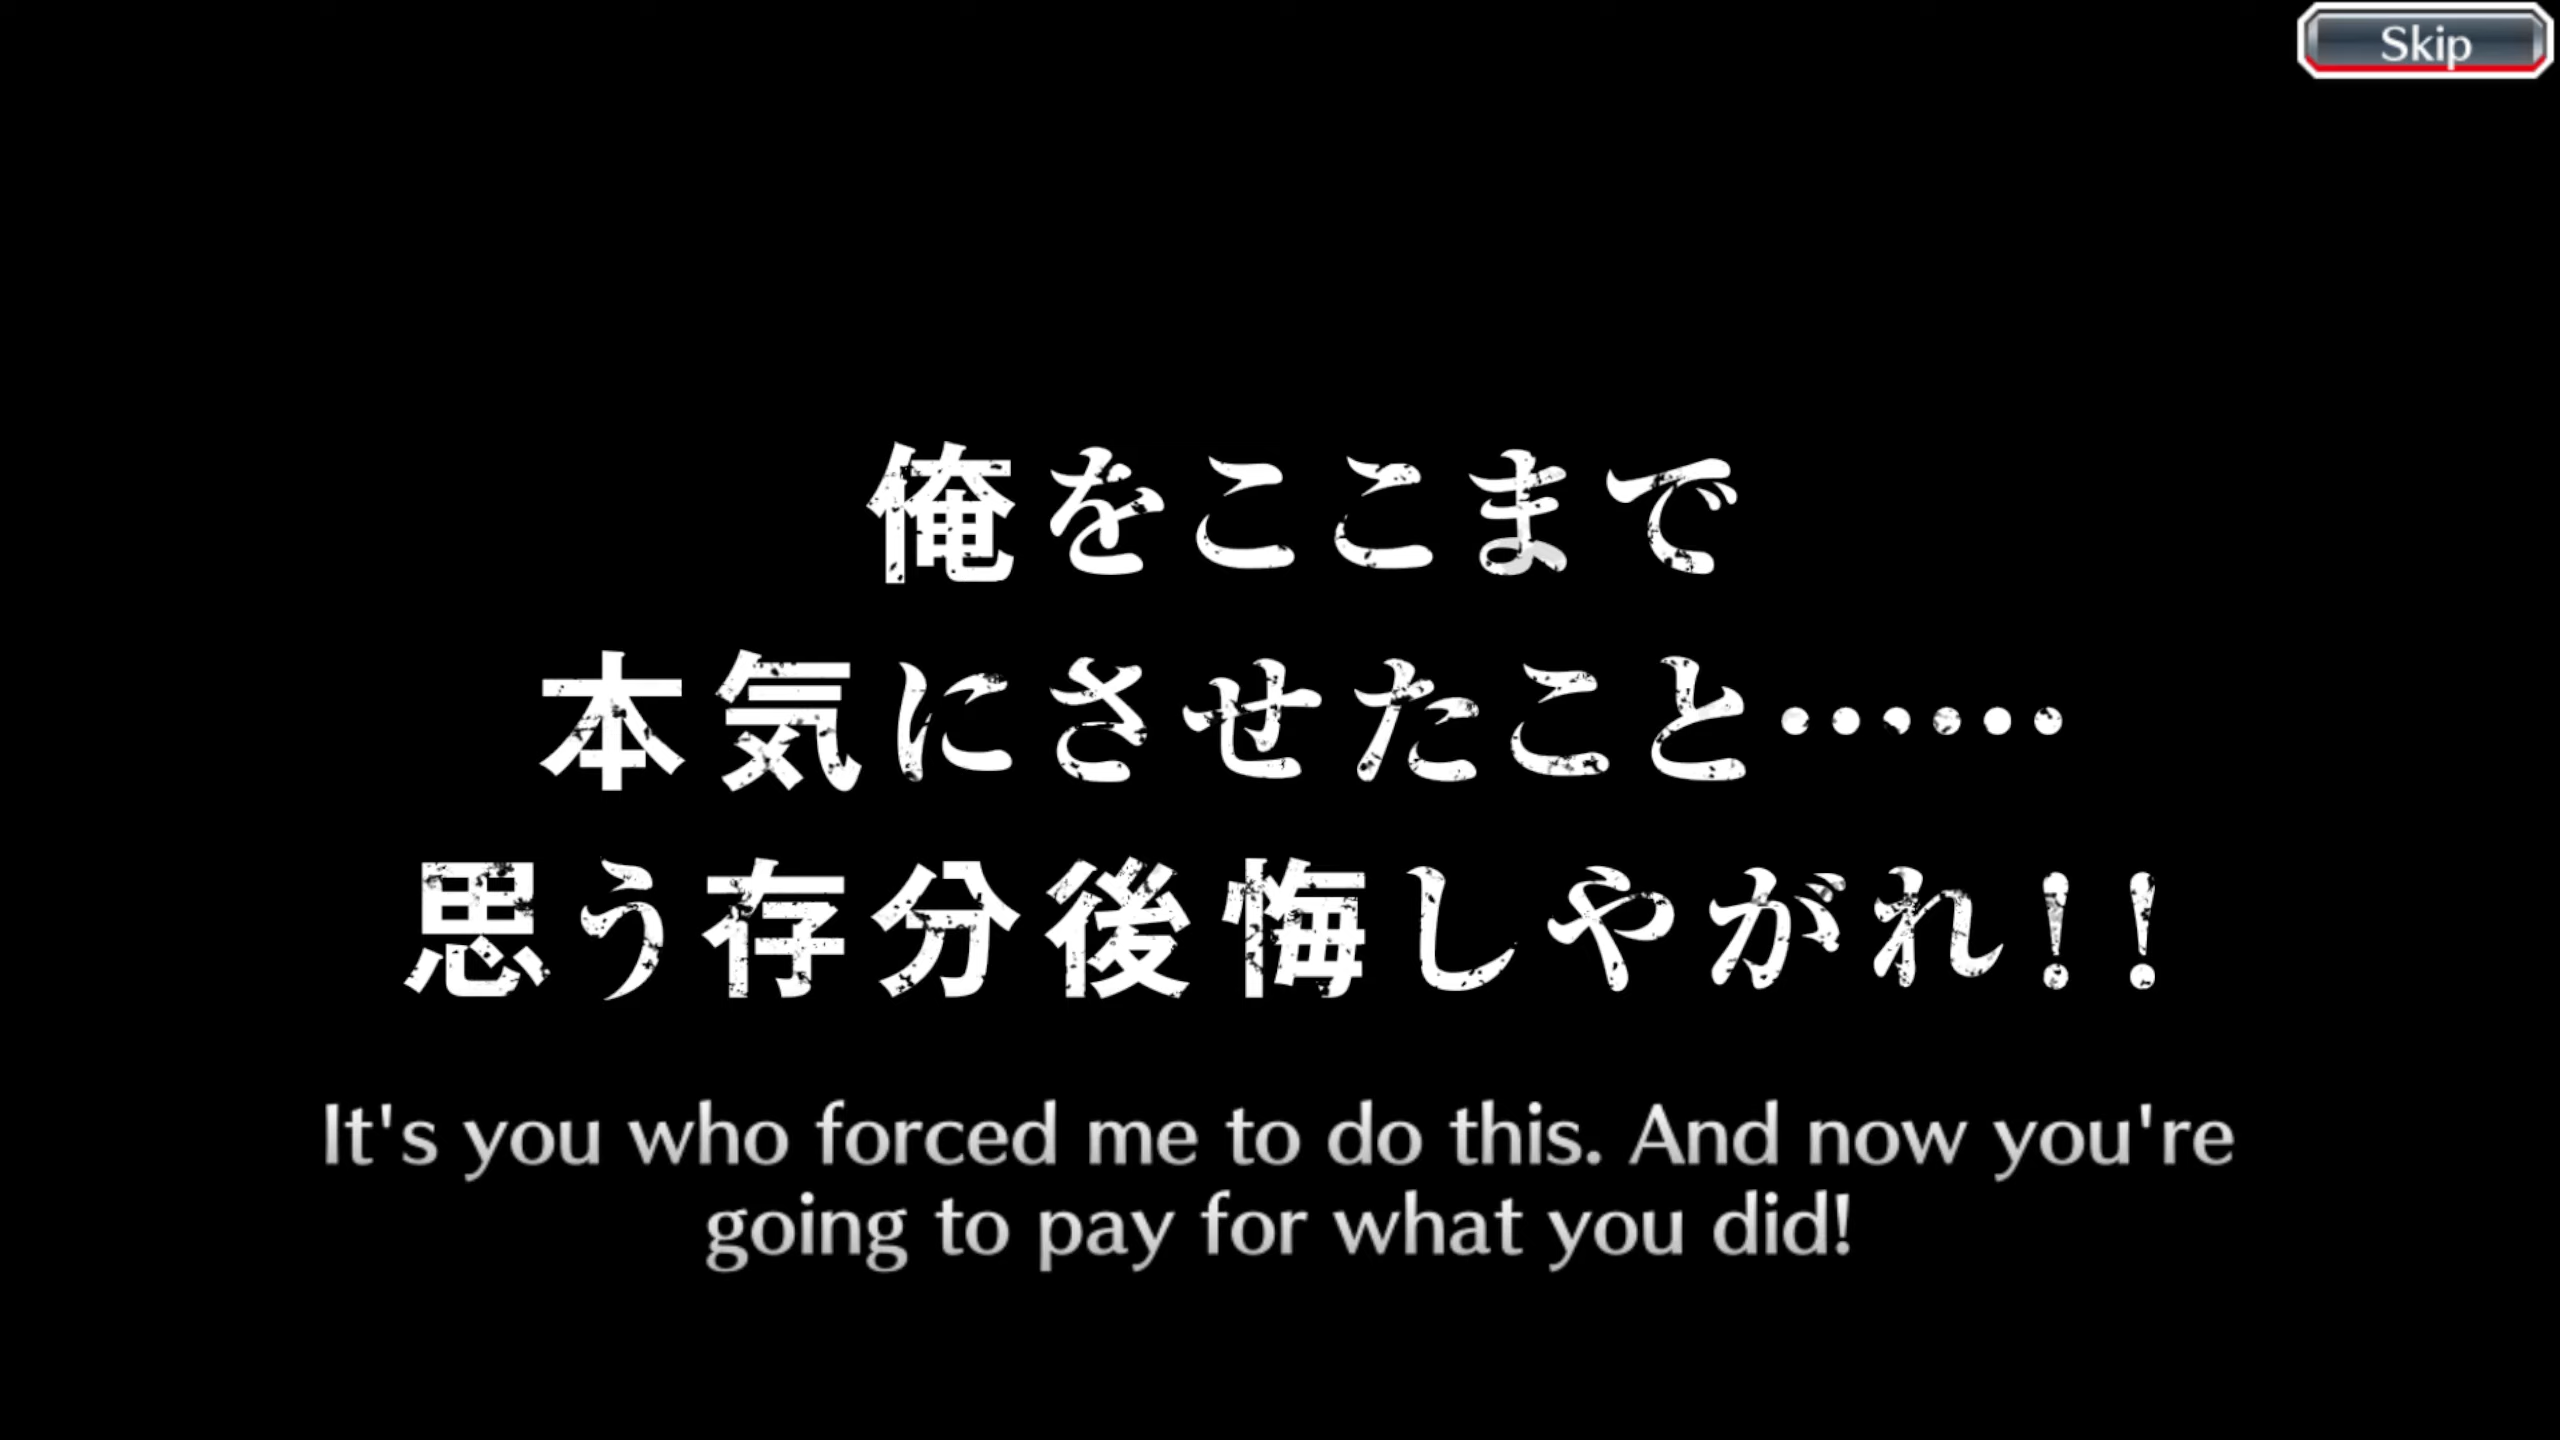 Skip
俺をここまで
本気にさせたこと……
思う存分後悔しやがれ！！
It's you who forced me to do this. And now you're
going to pay for what you did!